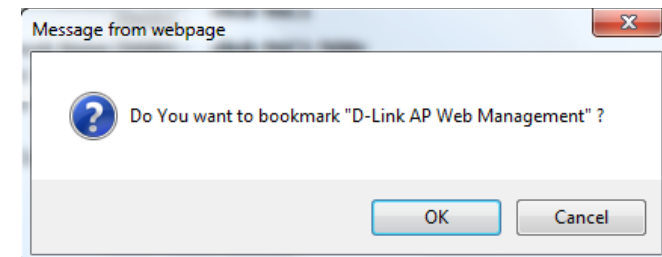 Message from webpage
Do You want to bookmark "D-Link AP Web Management" ?
OK
Cancel